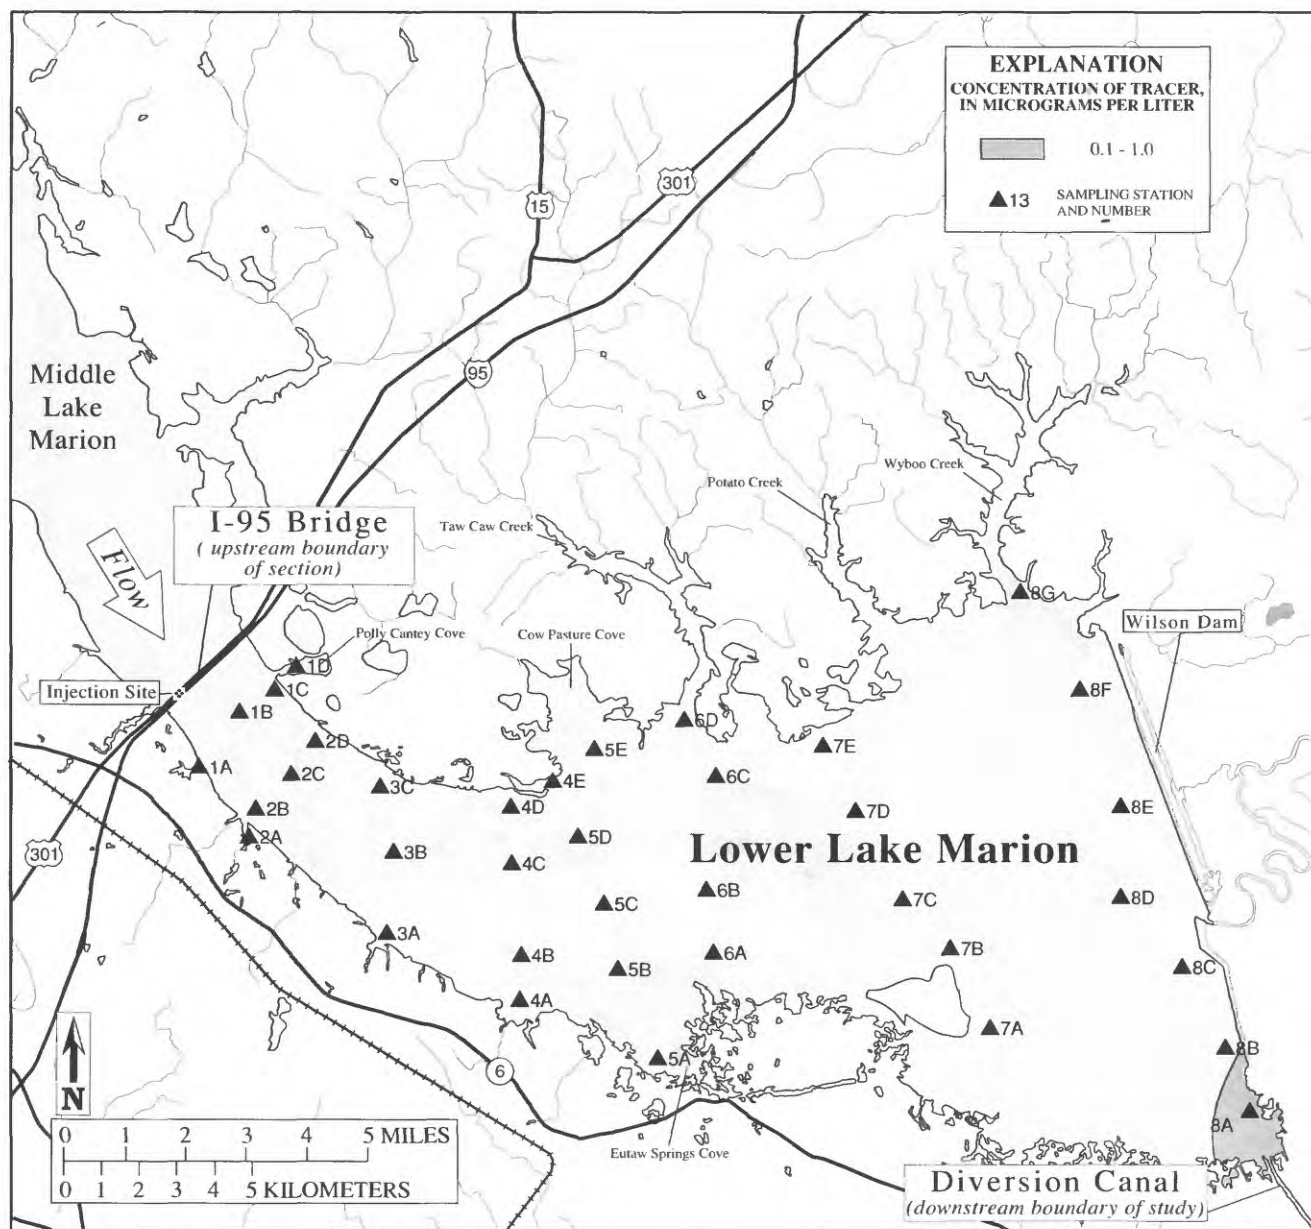 EXPLANATION
CONCENTRATION OF TRACER,
IN MICROGRAMS PER LITER
0.1 - 1.0
13 SAMPLING STATION
AND NUMBER
301
15
95
Middle
Lake
Marion
Wyboo Creek
Potato Creek
I-95 Bridge
( upstream boundary
of section)
Taw Caw Creek
Flow
8G
Wilson Dam
Polly Cantey Cove
Cow Pasture Cove
1D
Injection Site
1C
8F
1B
6D
2D
5E
7E
1A
2C
6C
4E
3C
2B
4D
7D
8E
2A
5D
301
3B
Lower Lake Marion
4C
6B
5C
7C
8D
3A
4B
6A
7B
5B
8C
4A
7A
N
6
5A
8B
8A
0 1 2 3 4 5 MILES
0 1 2 3 4 5 KILOMETERS
Eutaw Springs Cove
Diversion Canal
(downstream boundary of study)